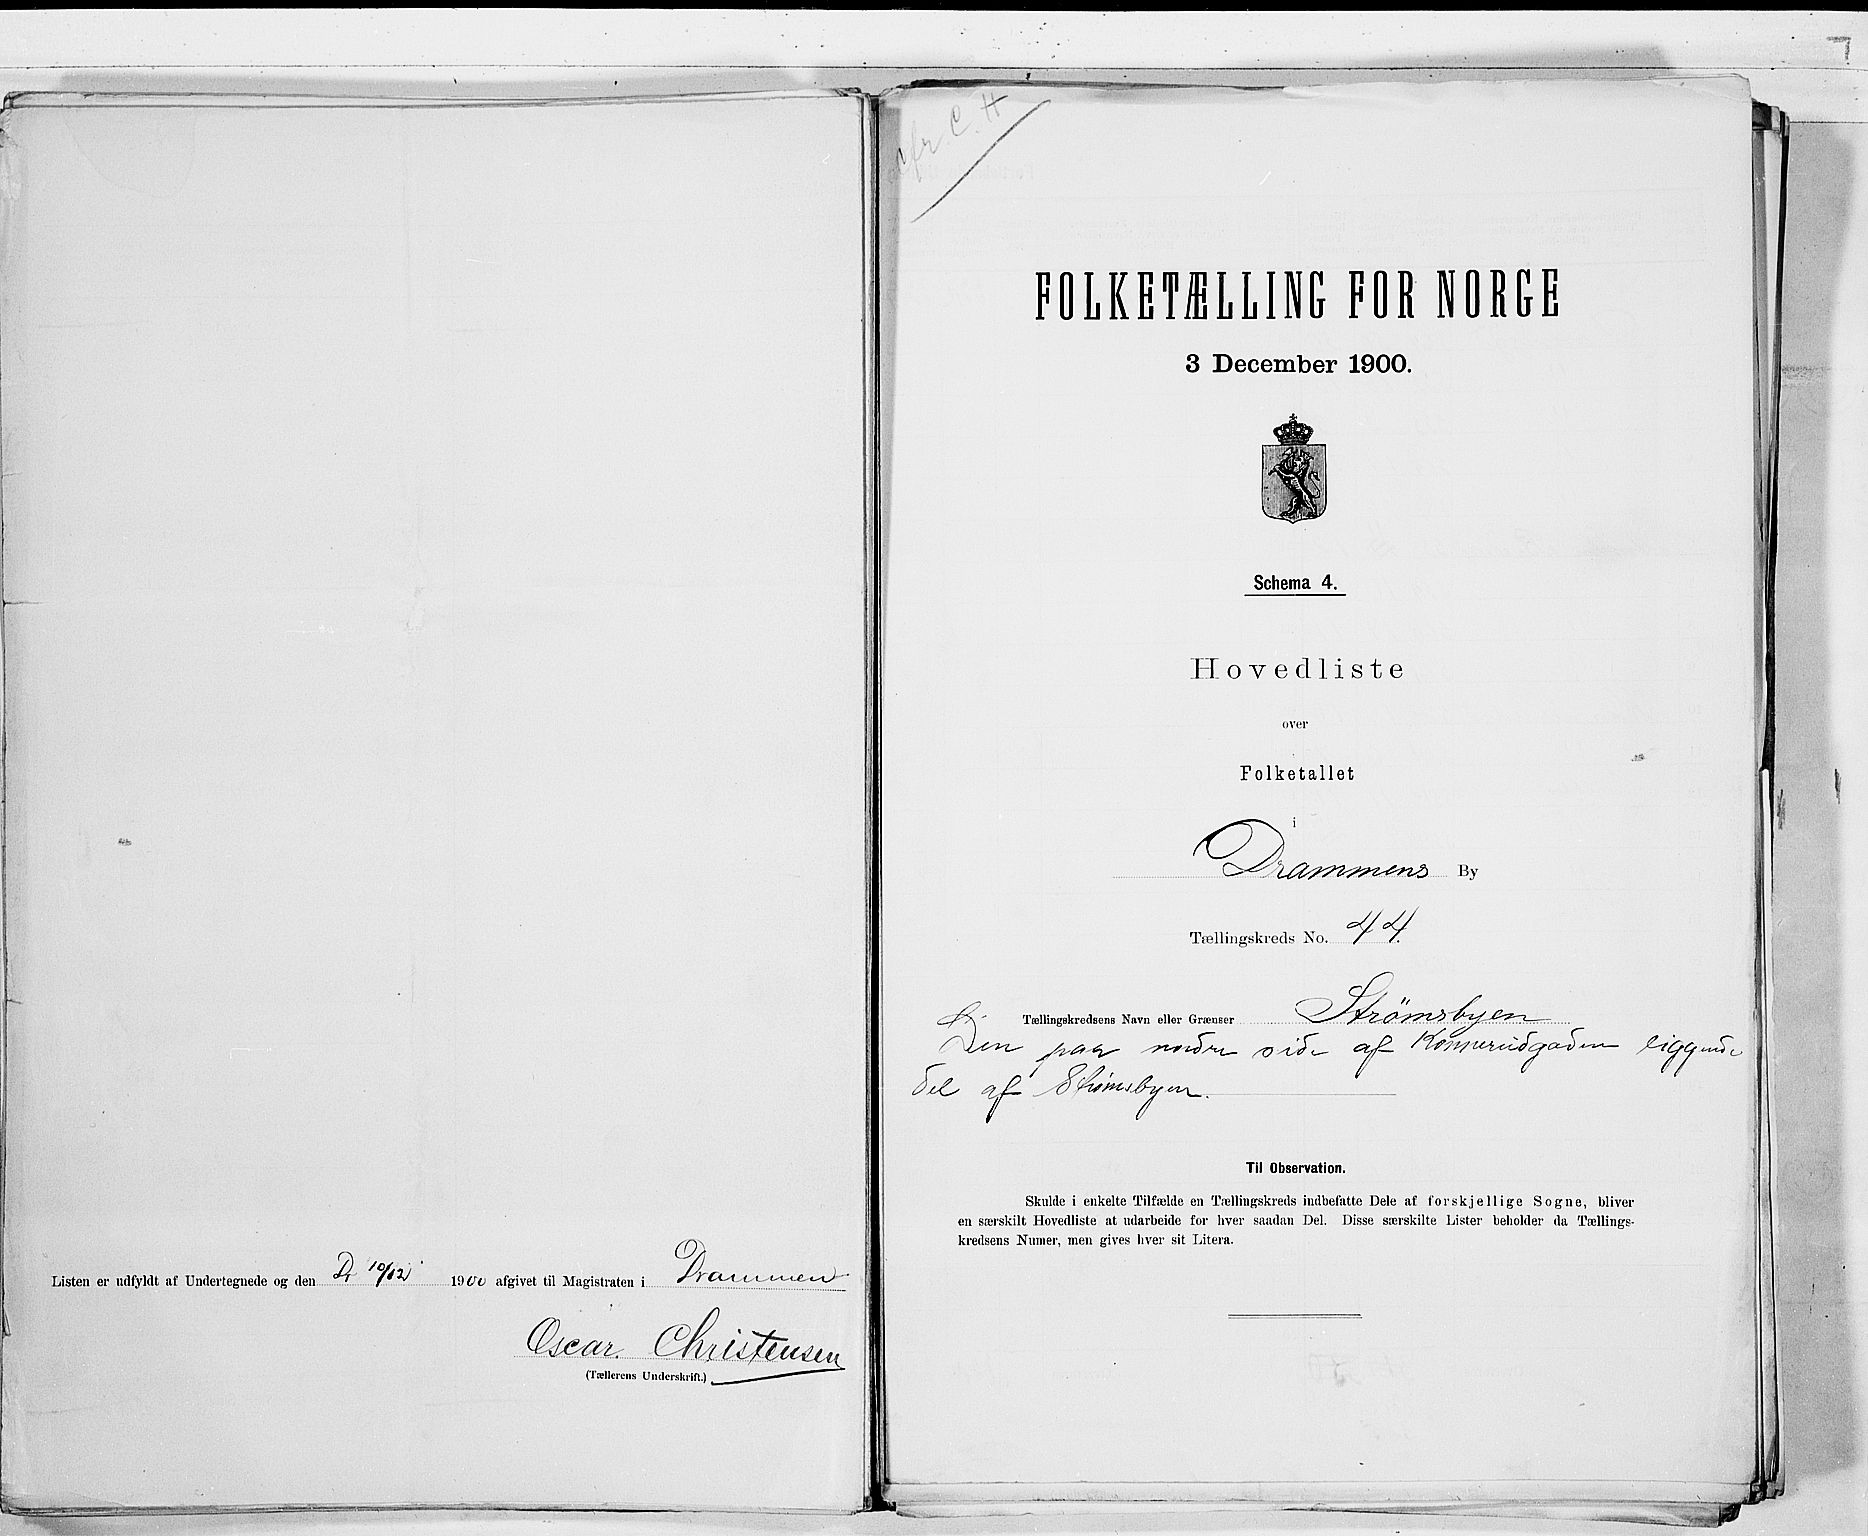 Listen er udfyldt af Undertegnede og den Dr 10/12 1900 afgivet til Magistraten i Drammen
Oscar Christensen
(Tællerens Underskrift.)
C. H
FOLKETÆLLING FOR NORGE
3 December 1900.
Schema 4.
Hovedliste
over
Folketallet
i
Drammens By
Tællingskreds No. 44.
Tællingskredsens Navn eller Grænser Strömsbyen
Den paa nordre side af Konnerudgaden liggende
del af Strömsbyen.
Til Observation.
Skulde i enkelte Tilfælde en Tællingskreds indbefatte Dele af forskjellige Sogne, bliver
en særskilt Hovedliste at udarbeide for hver saadan Del. Disse særskilte Lister beholder da Tællings-
kredsens Numer, men gives hver sit Litera.